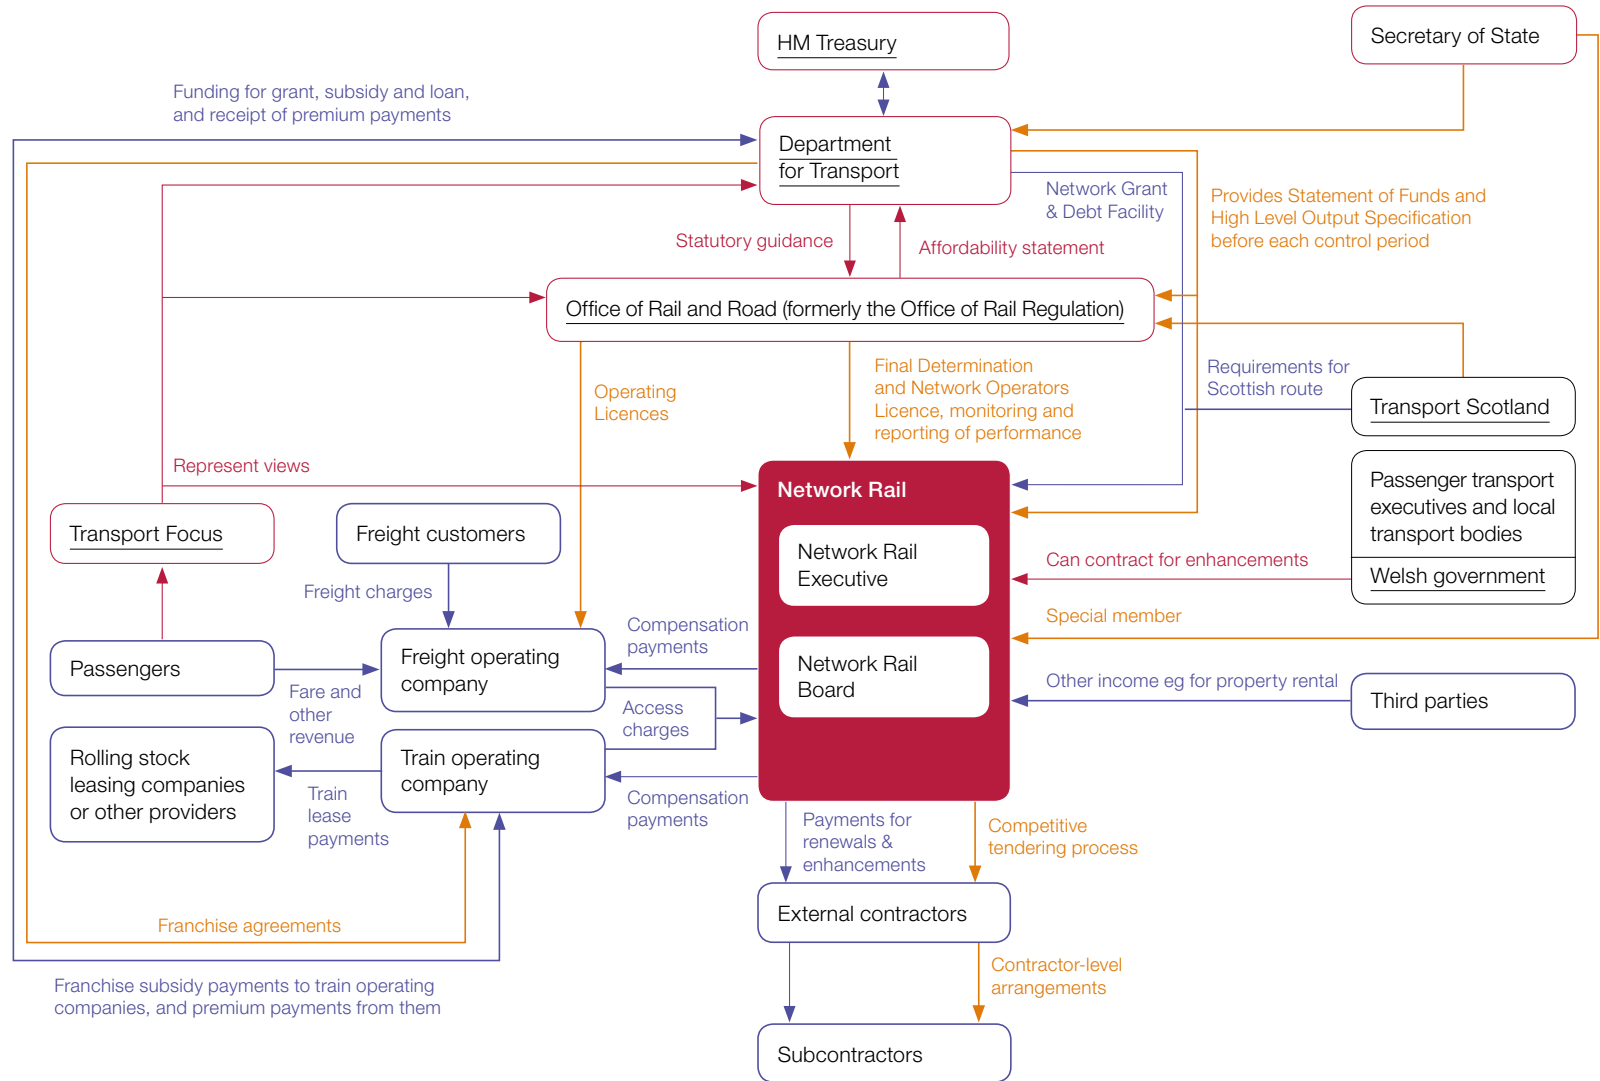 HM Treasury
Secretary of State
Funding for grant, subsidy and loan,
and receipt of premium payments
Department
for Transport
Network Grant
& Debt Facility
Provides Statement of Funds and
High Level Output Specification
before each control period
Statutory guidance
Affordability statement
Office of Rail and Road (formerly the Office of Rail Regulation)
Operating
Licences
Final Determination
and Network Operators
Licence, monitoring and
reporting of performance
Requirements for
Scottish route
Transport Scotland
Represent views
Network Rail
Passenger transport
executives and local
transport bodies
Welsh government
Transport Focus
Freight customers
Network Rail
Executive
Can contract for enhancements
Freight charges
Special member
Compensation
payments
Passengers
Freight operating
company
Network Rail
Board
Other income eg for property rental
Third parties
Fare and
other
revenue
Access
charges
Rolling stock
leasing companies
or other providers
Train operating
company
Train
lease
payments
Compensation
payments
Payments for
renewals &
enhancements
Competitive
tendering process
External contractors
Franchise agreements
Contractor-level
arrangements
Franchise subsidy payments to train operating
companies, and premium payments from them
Subcontractors